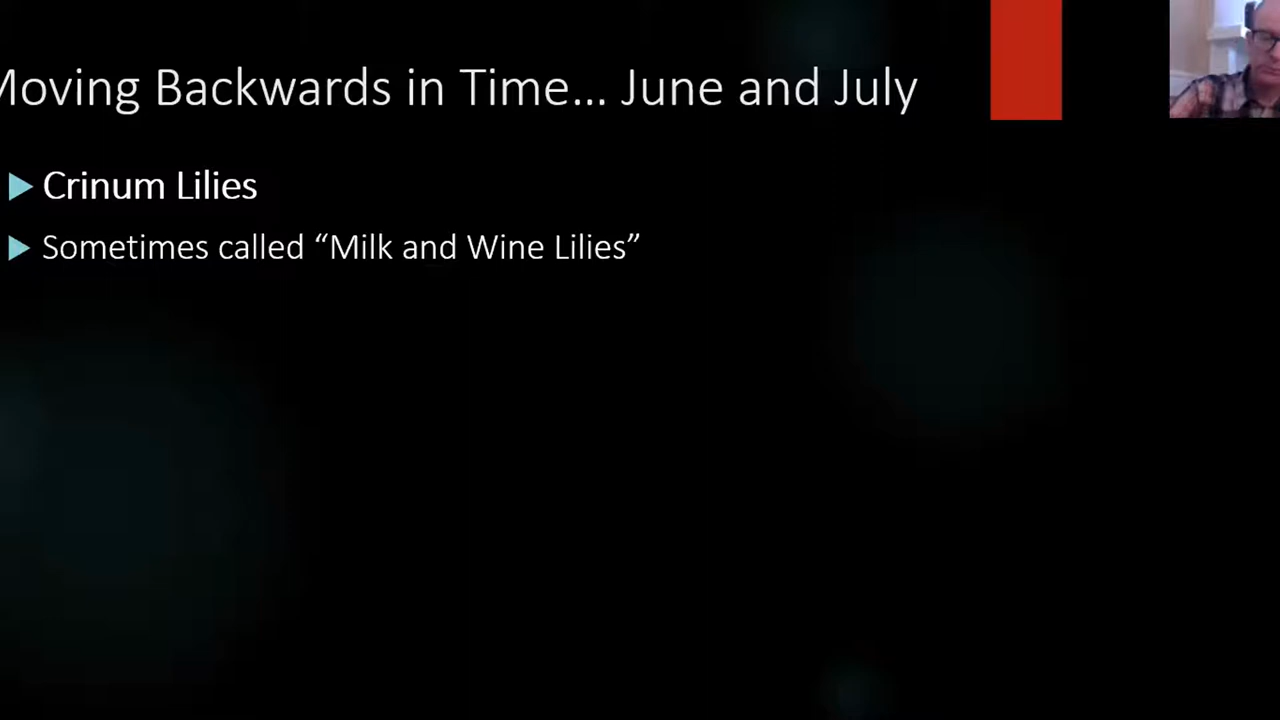 Moving Backwards in Time... June and July
Crinum Lilies
Sometimes called “Milk and Wine Lilies”